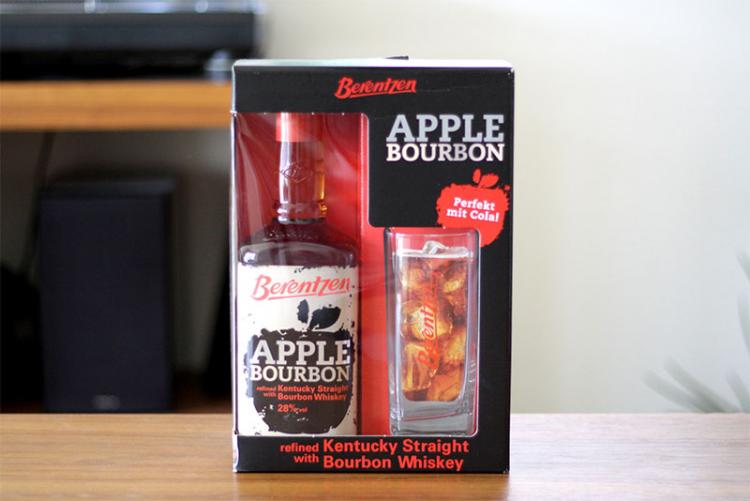 Berentzen
APPLE
BOURBON
Perfekt
mit Cola!
Berentzen
APPLE
BOURBON
refined Kentucky Straight
with Bourbon Whiskey
28% vol
Berentzen
refined Kentucky Straight
with Bourbon Whiskey